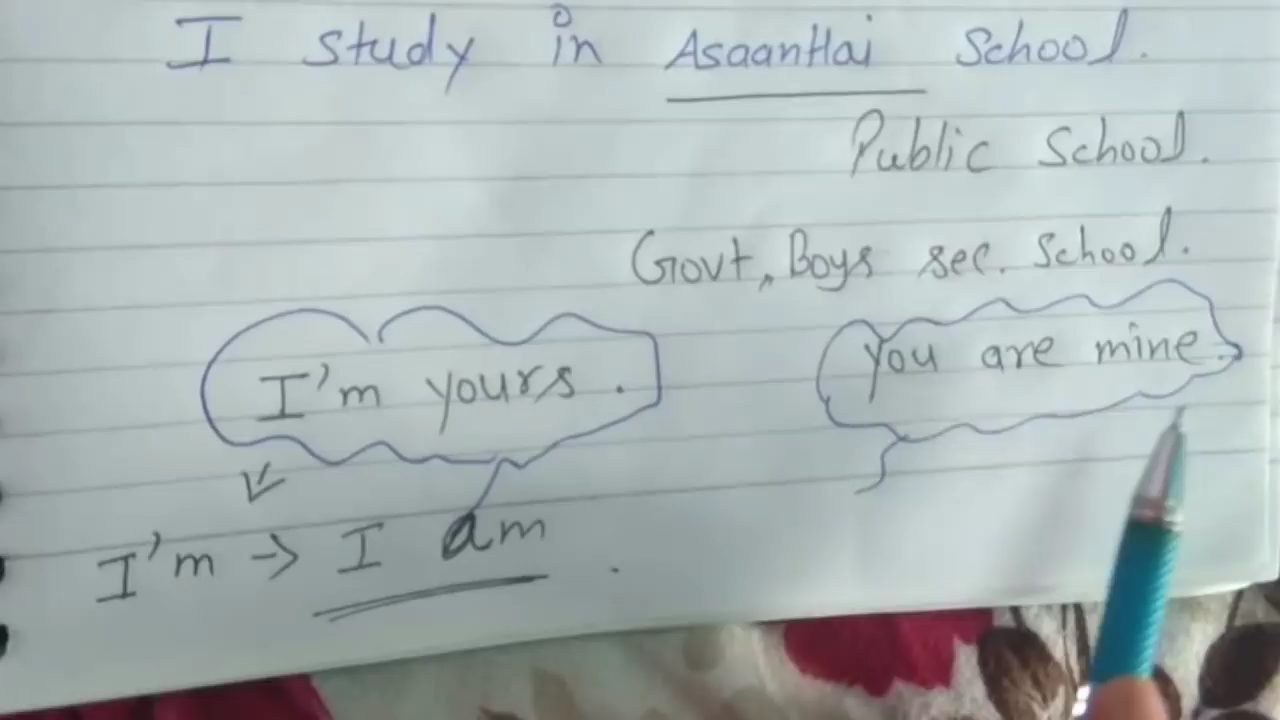 I study in AsaanHai School.
Public School.
Govt, Boys sec. School.
I'm yours.
You are mine.
I'm -> I am